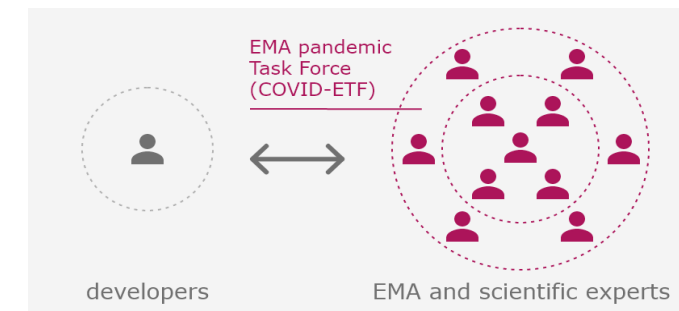 EMA pandemic
Task Force
(COVID-ETF)
developers
EMA and scientific experts